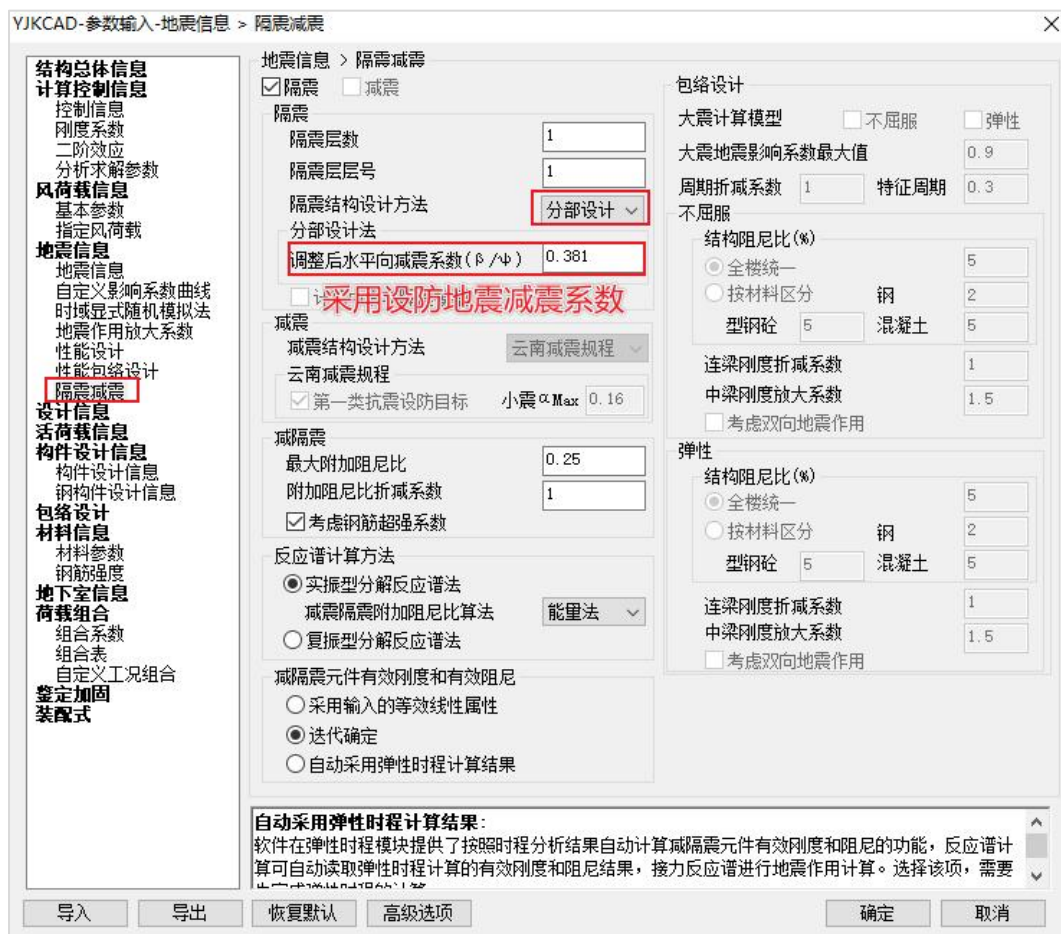 YJKCAD-参数输入-地震信息 > 隔震减震
结构总体信息
计算控制信息
控制信息
刚度系数
二阶效应
分析求解参数
风荷载信息
基本参数
指定风荷载
地震信息
地震信息
自定义影响系数曲线
时域显式随机模拟法
地震作用放大系数
性能设计
性能包络设计
隔震减震
设计信息
活荷载信息
构件设计信息
构件设计信息
钢构件设计信息
包络设计
材料信息
材料参数
钢筋强度
地下室信息
荷载组合
组合系数
组合表
自定义工况组合
鉴定加固
装配式
地震信息 > 隔震减震
隔震 减震
隔震
隔震层数 1
隔震层层号 1
隔震结构设计方法 分部设计
分部设计法
调整后水平向减震系数(β/ψ) 0.381
采用设防地震减震系数
减震
减震结构设计方法 云南减震规程
云南减震规程
第一类抗震设防目标 小震αMax 0.16
减隔震
最大附加阻尼比 0.25
附加阻尼比折减系数 1
考虑钢筋超强系数
反应谱计算方法
实振型分解反应谱法
减震隔震附加阻尼比算法 能量法
复振型分解反应谱法
减隔震元件有效刚度和有效阻尼
采用输入的等效线性属性
迭代确定
自动采用弹性时程计算结果
包络设计
大震计算模型 不屈服 弹性
大震地震影响系数最大值 0.9
周期折减系数 1 特征周期 0.3
不屈服
结构阻尼比(%)
全楼统一 5
按材料区分 钢 2
型钢砼 5 混凝土 5
连梁刚度折减系数 1
中梁刚度放大系数 1.5
考虑双向地震作用
弹性
结构阻尼比(%)
全楼统一 5
按材料区分 钢 2
型钢砼 5 混凝土 5
连梁刚度折减系数 1
中梁刚度放大系数 1.5
考虑双向地震作用
自动采用弹性时程计算结果:
软件在弹性时程模块提供了按照时程分析结果自动计算减隔震元件有效刚度和阻尼的功能，反应谱计
算可自动读取弹性时程计算的有效刚度和阻尼结果，接力反应谱进行地震作用计算。选择该项，需要
导入 导出 恢复默认 高级选项 确定 取消